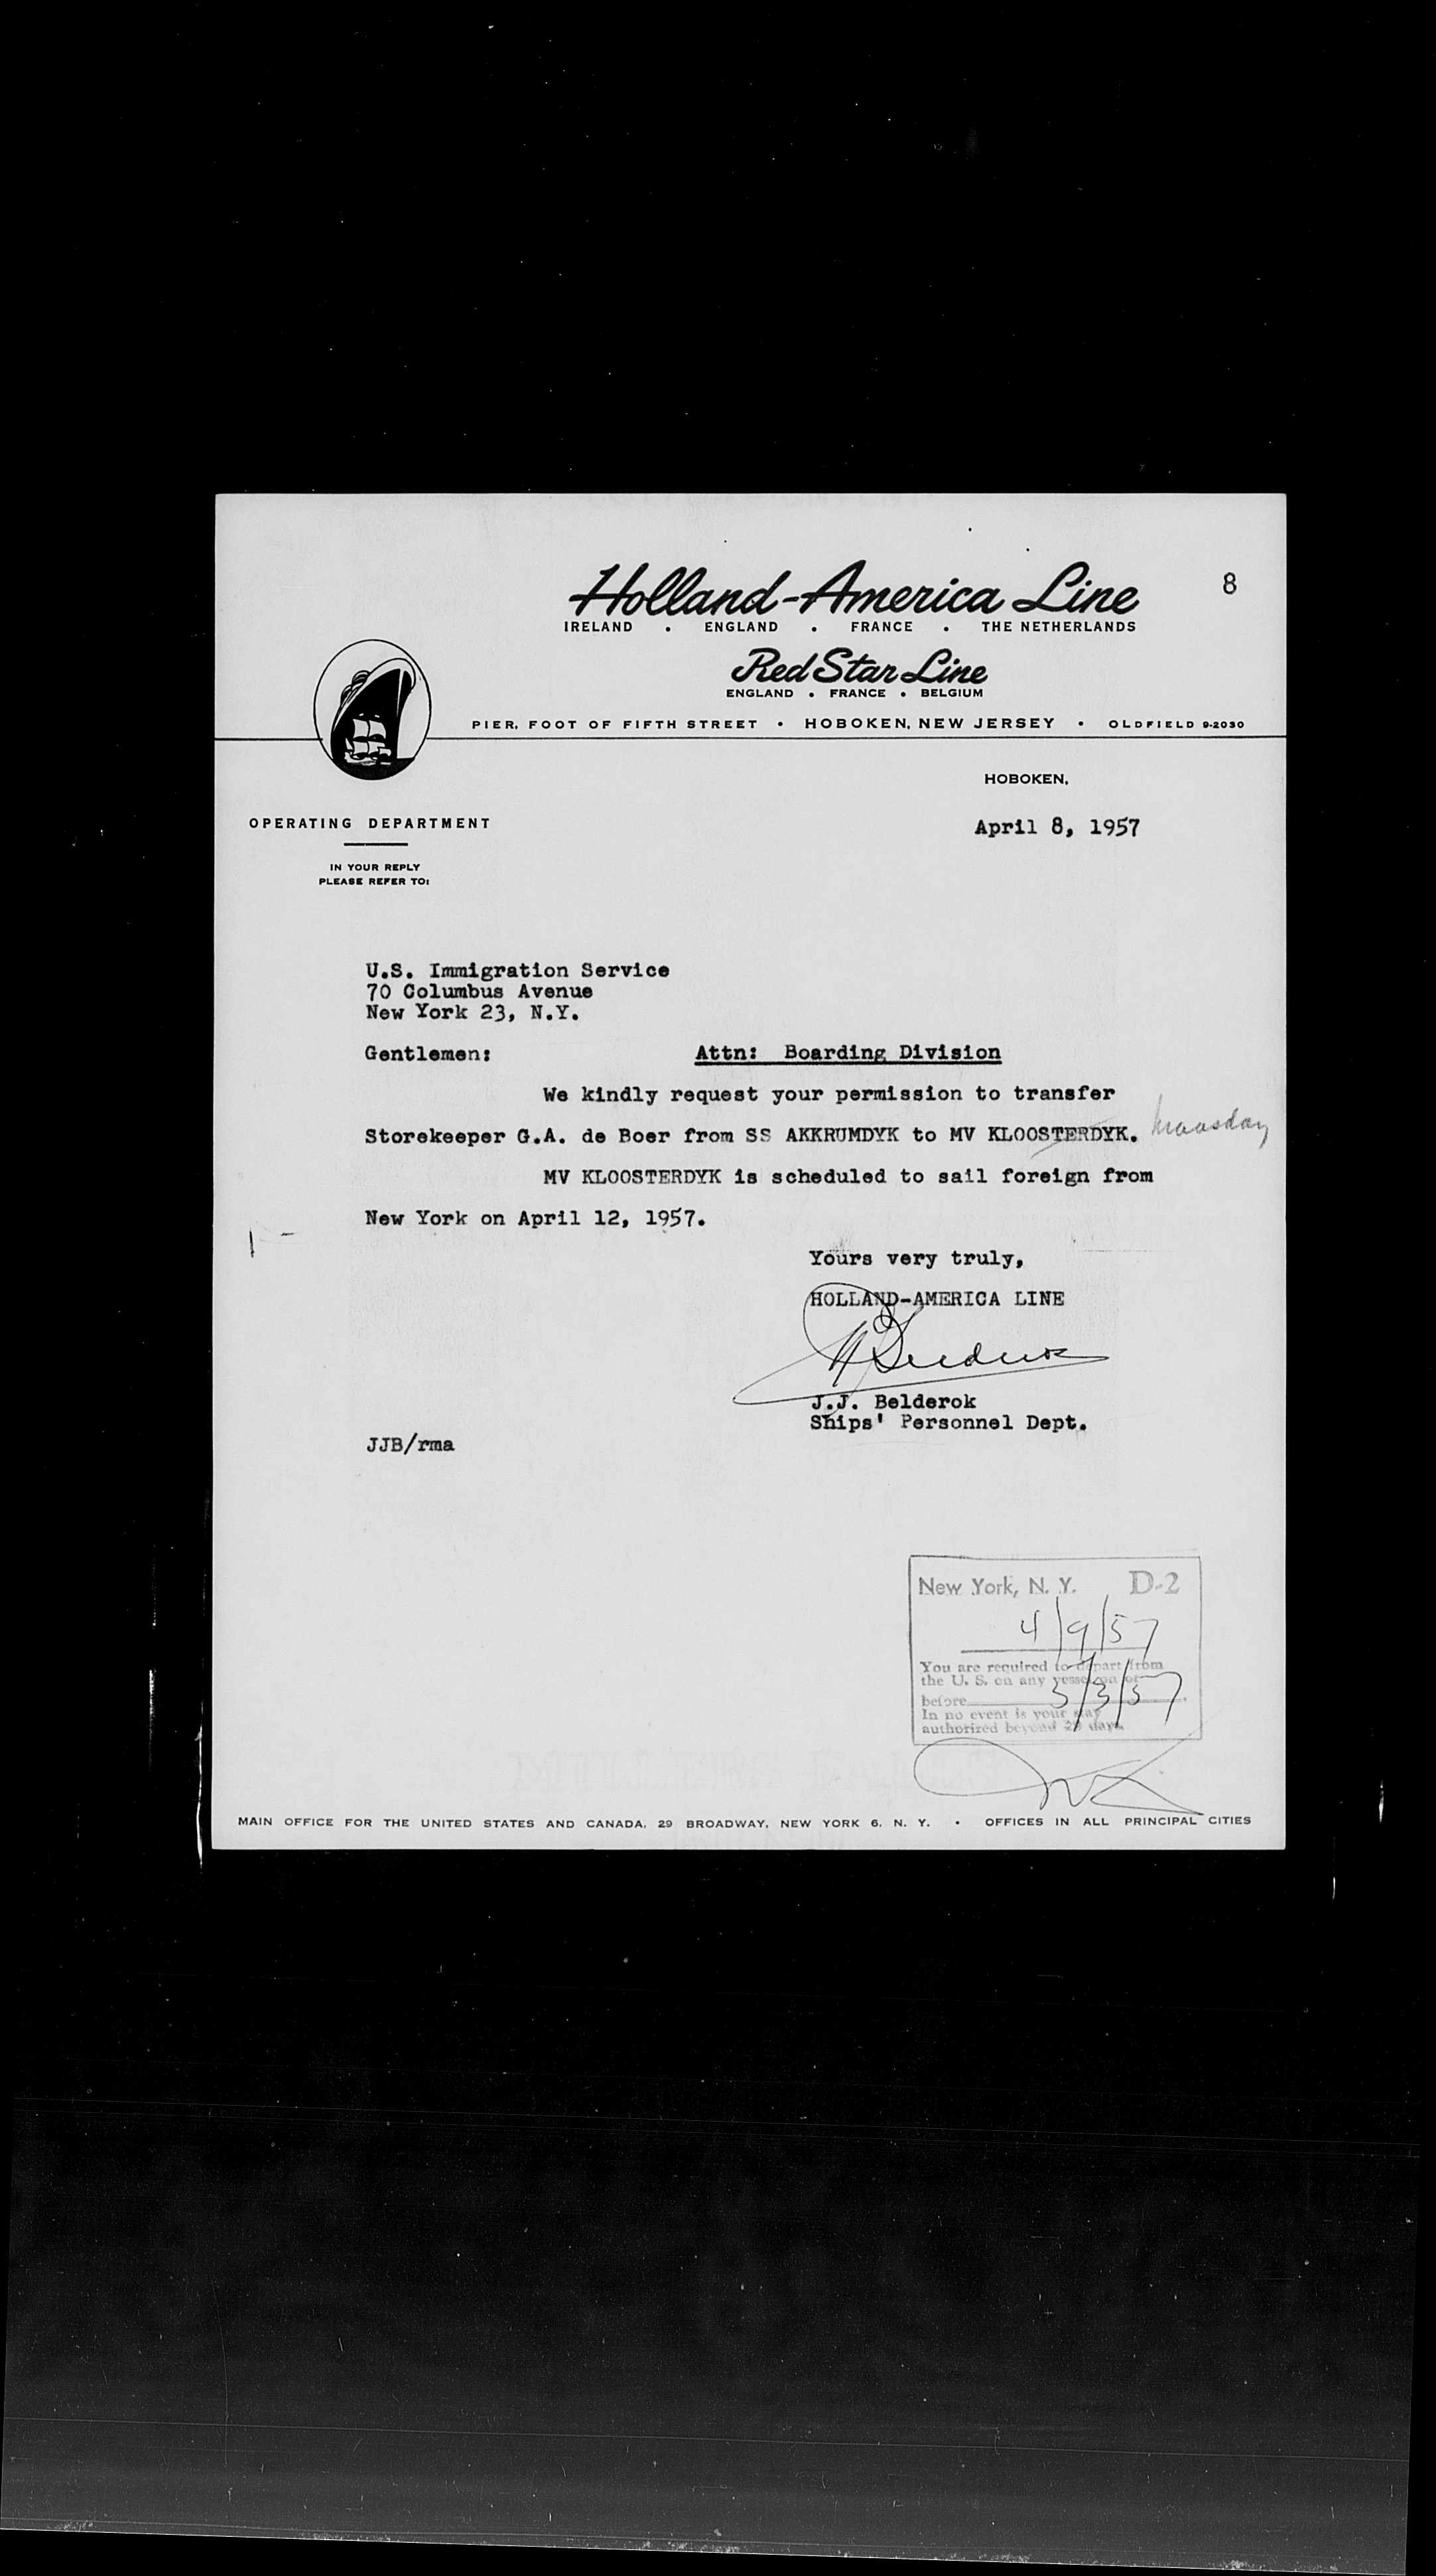 Holland-America Line
8
IRELAND • ENGLAND • FRANCE • THE NETHERLANDS
Red Star Line
ENGLAND • FRANCE • BELGIUM
PIER, FOOT OF FIFTH STREET • HOBOKEN, NEW JERSEY • OLDFIELD 9-2030
HOBOKEN,
OPERATING DEPARTMENT
April 8, 1957
IN YOUR REPLY
PLEASE REFER TO:
U.S. Immigration Service
70 Columbus Avenue
New York 23, N.Y.
Gentlemen: Attn: Boarding Division
We kindly request your permission to transfer
Storekeeper G.A. de Boer from SS AKKRUMDYK to MV KLOOSTERDYK.
MV KLOOSTERDYK is scheduled to sail foreign from
New York on April 12, 1957.
Yours very truly,
HOLLAND-AMERICA LINE
J.J. Belderok
Ships' Personnel Dept.
JJB/rma
New York, N. Y. D-2
4/9/57
You are required to depart from
the U. S. on any vessel on or
before 5/3/57.
In no event is your stay
authorized beyond 29 days.
MAIN OFFICE FOR THE UNITED STATES AND CANADA, 29 BROADWAY, NEW YORK 6, N. Y. • OFFICES IN ALL PRINCIPAL CITIES